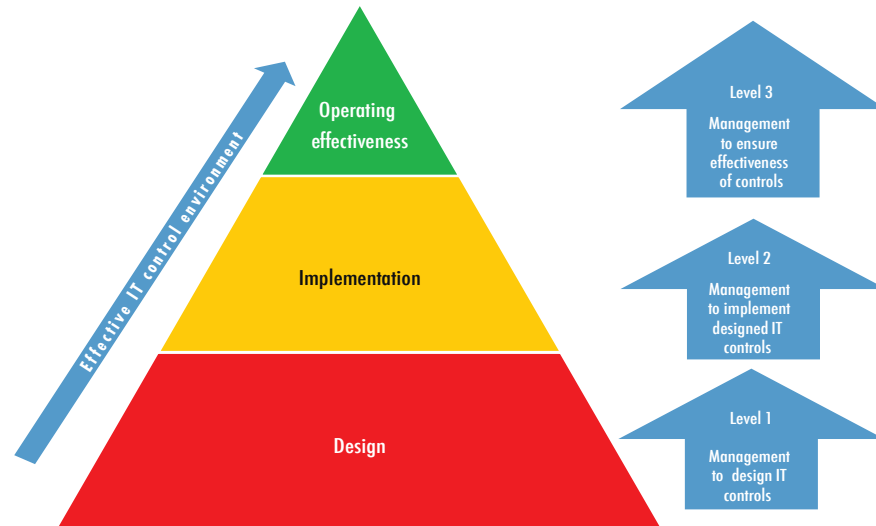 Effective IT control environment
Operating
effectiveness
Implementation
Design
Level 3
Management
to ensure
effectiveness
of controls
Level 2
Management
to implement
designed IT
controls
Level 1
Management
to design IT
controls